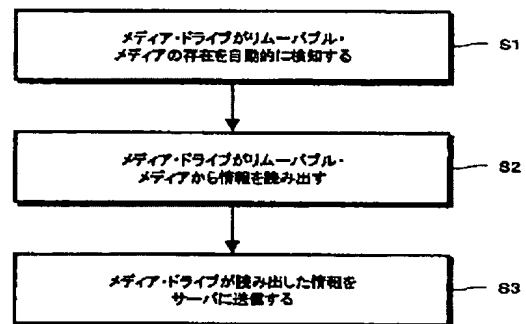 メディア・ドライブがリムーバブル・
メディアの存在を自動的に検知する
S1
メディア・ドライブがリムーバブル・
メディアから情報を読み出す
S2
メディア・ドライブが読み出した情報を
サーバに送信する
S3